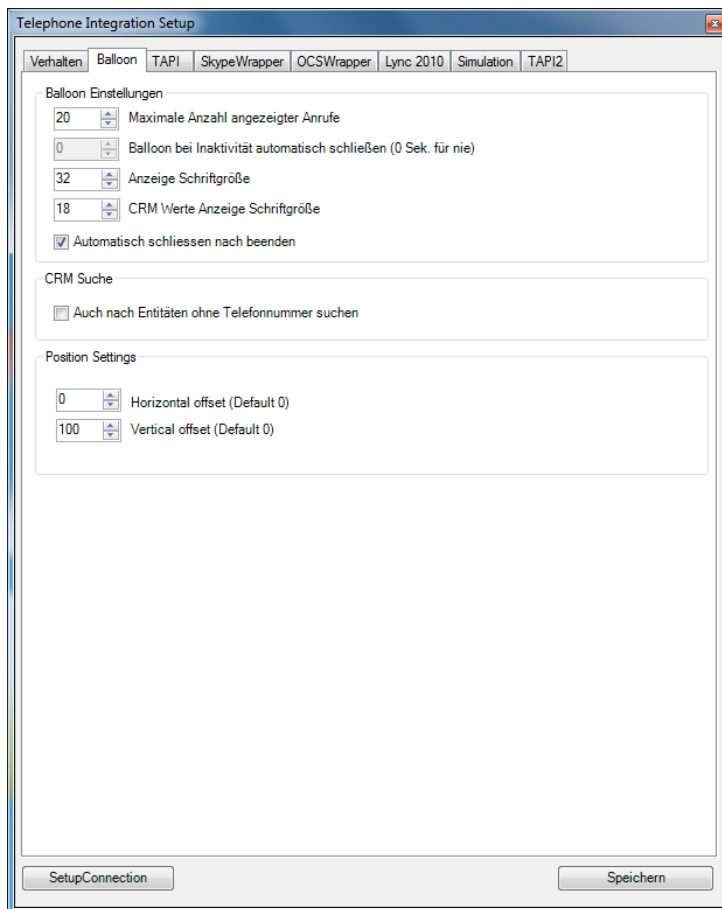 Telephone Integration Setup
Verhalten Balloon TAPI SkypeWrapper OCSWrapper Lync 2010 Simulation TAPI2
Balloon Einstellungen
20 Maximale Anzahl angezeigter Anrufe
0 Balloon bei Inaktivität automatisch schließen (0 Sek. für nie)
32 Anzeige Schriftgröße
18 CRM Werte Anzeige Schriftgröße
Automatisch schliessen nach beenden
CRM Suche
Auch nach Entitäten ohne Telefonnummer suchen
Position Settings
0 Horizontal offset (Default 0)
100 Vertical offset (Default 0)
SetupConnection Speichern